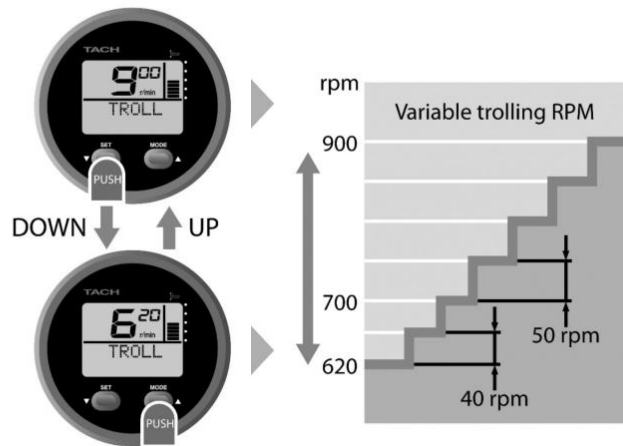 TACH
900
r/min
TROLL
SET
MODE
▼
▲
PUSH
DOWN
UP
TACH
620
r/min
TROLL
SET
MODE
▼
▲
PUSH
rpm
Variable trolling RPM
900
700
50 rpm
620
40 rpm